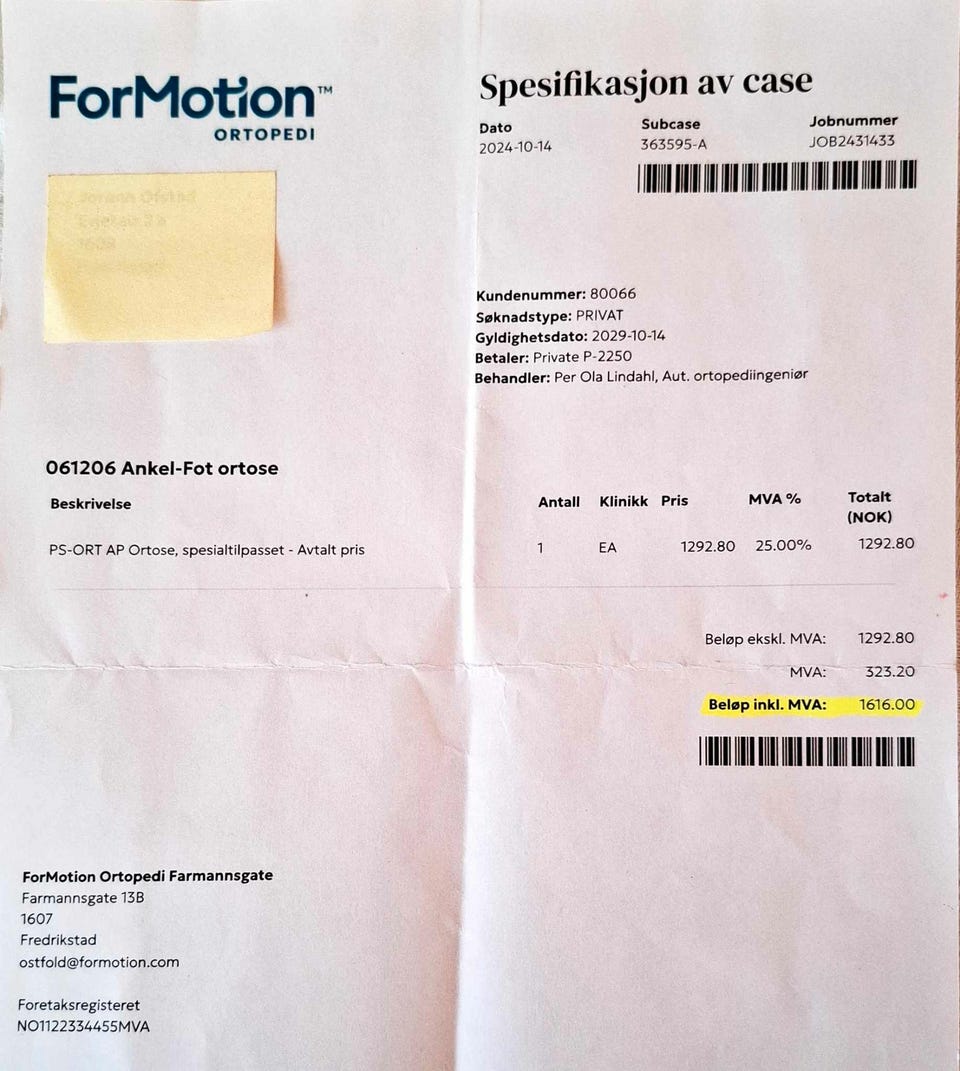 ForMotion™
ORTOPEDI
Spesifikasjon av case
Dato Subcase Jobnummer
2024-10-14 363595-A JOB2431433
Kundenummer: 80066
Søknadstype: PRIVAT
Gyldighetsdato: 2029-10-14
Betaler: Private P-2250
Behandler: Per Ola Lindahl, Aut. ortopediingeniør
061206 Ankel-Fot ortose
Beskrivelse Antall Klinikk Pris MVA % Totalt
(NOK)
PS-ORT AP Ortose, spesialtilpasset - Avtalt pris 1 EA 1292.80 25.00% 1292.80
Beløp ekskl. MVA: 1292.80
MVA: 323.20
Beløp inkl. MVA: 1616.00
ForMotion Ortopedi Farmannsgate
Farmannsgate 13B
1607
Fredrikstad
ostfold@formotion.com
Foretaksregisteret
NO1122334455MVA